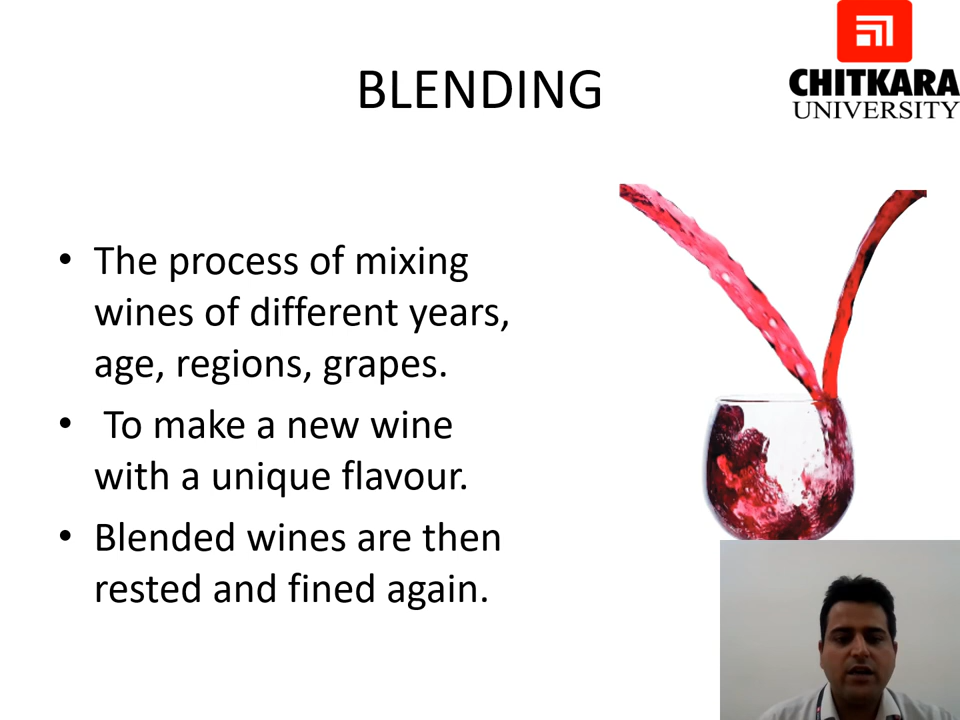 CHITKARA
UNIVERSITY
BLENDING
• The process of mixing
wines of different years,
age, regions, grapes.
• To make a new wine
with a unique flavour.
• Blended wines are then
rested and fined again.